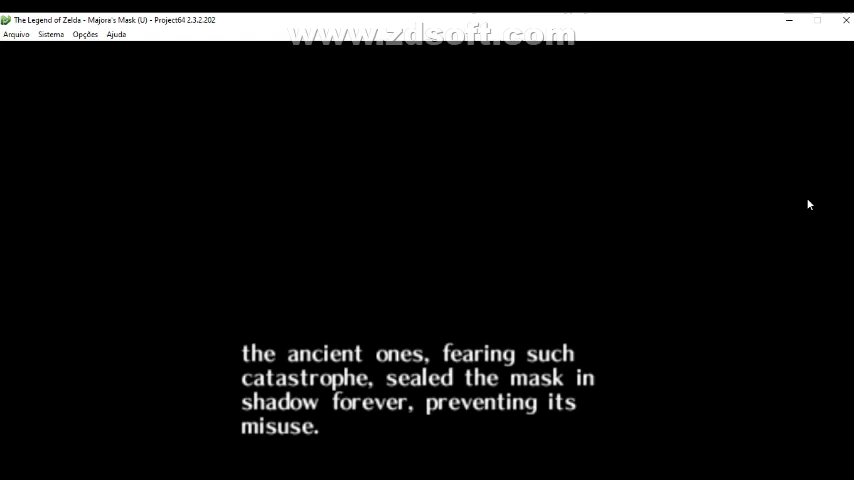 The Legend of Zelda - Majora's Mask (U) - Project64 2.3.2.202
www.zdsoft.com
Arquivo Sistema Opções Ajuda
the ancient ones, fearing such
catastrophe, sealed the mask in
shadow forever, preventing its
misuse.